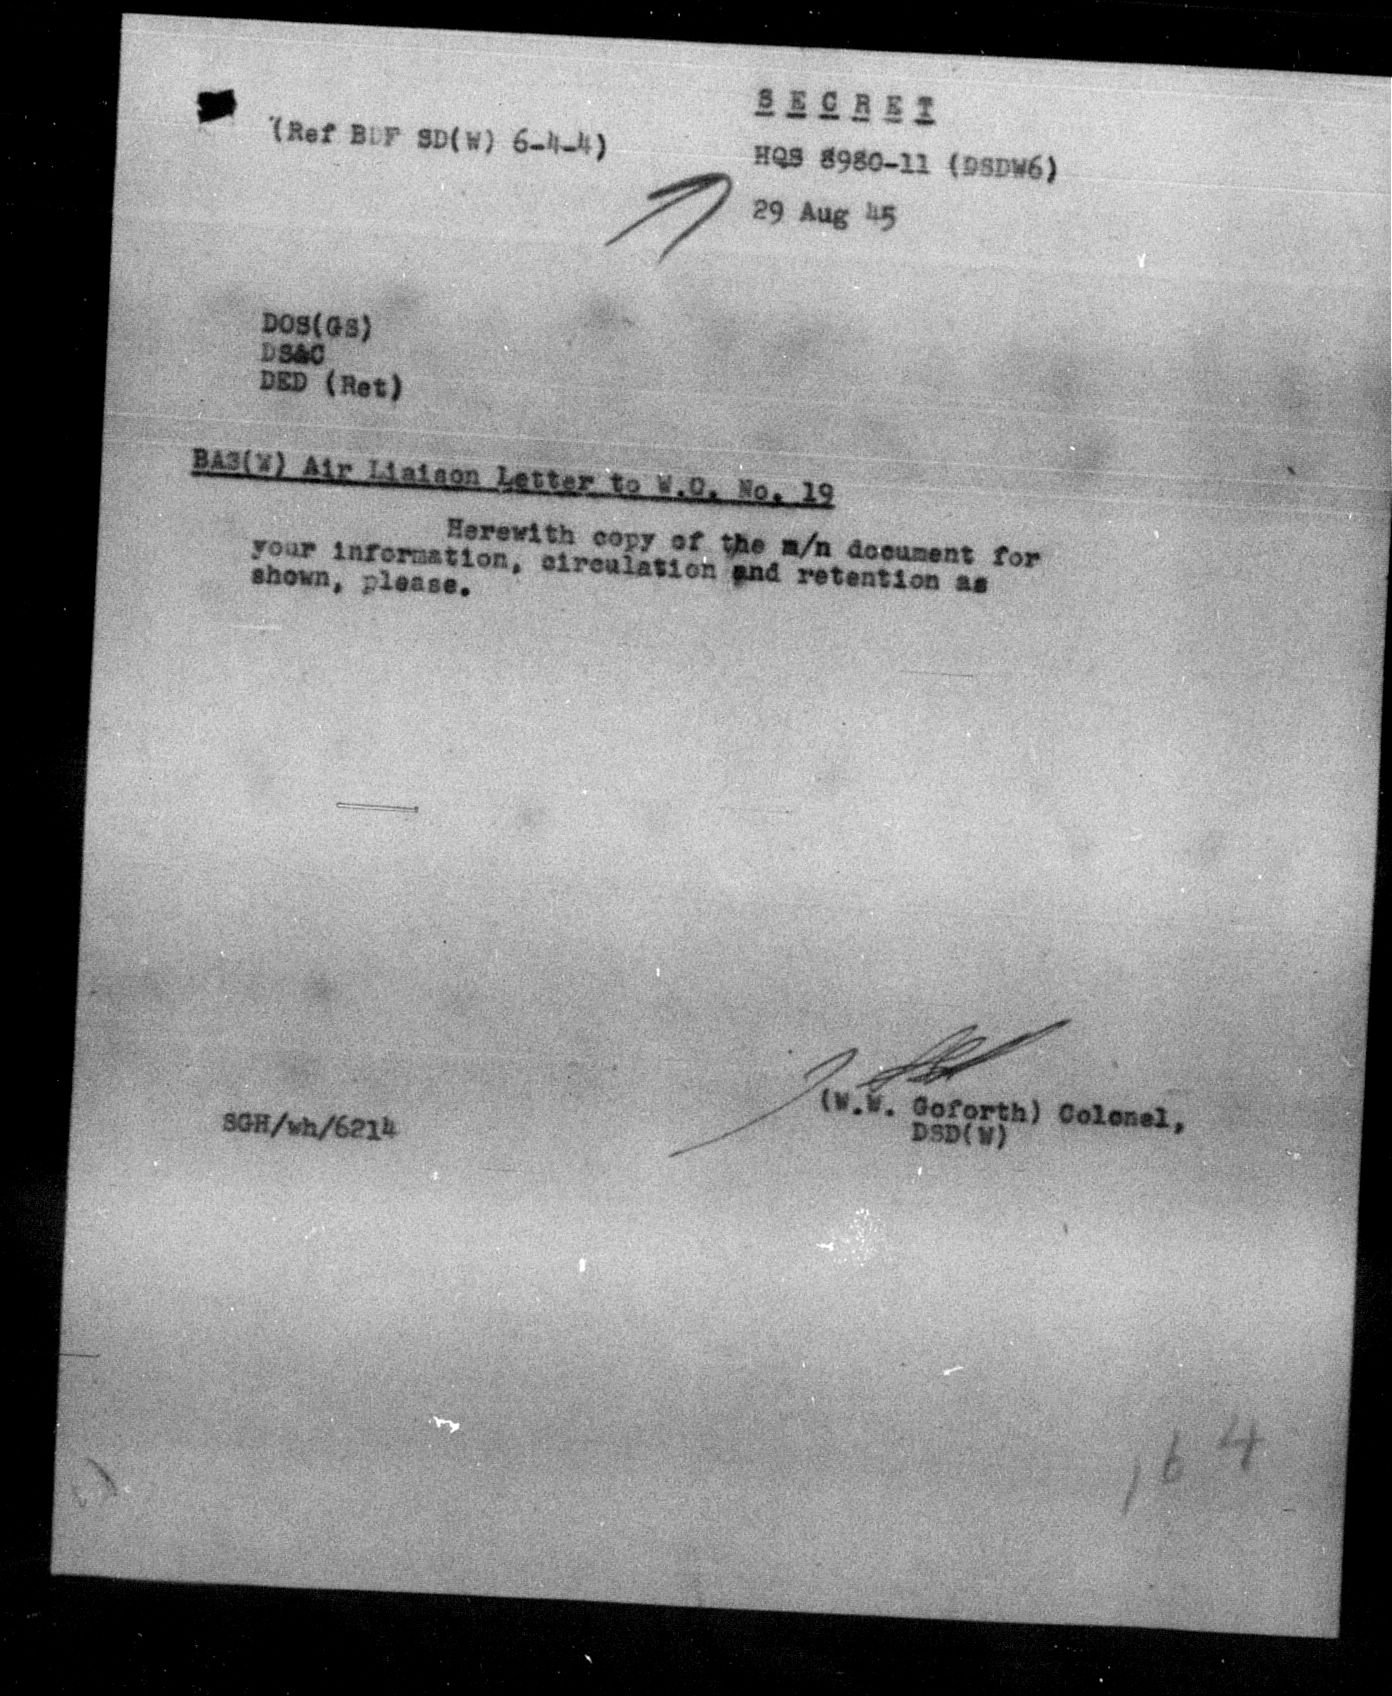 S E C R E T
(Ref BDF SD(W) 6-4-4)
HQS 8980-11 (DSDW6)
29 Aug 45
DOS(GS)
DS&C
DED (Ret)
BAS(W) Air Liaison Letter to W.O. No. 19
Herewith copy of the m/n document for
your information, circulation and retention as
shown, please.
(W.W. Goforth) Colonel,
DSD(W)
SGH/wh/6214
164